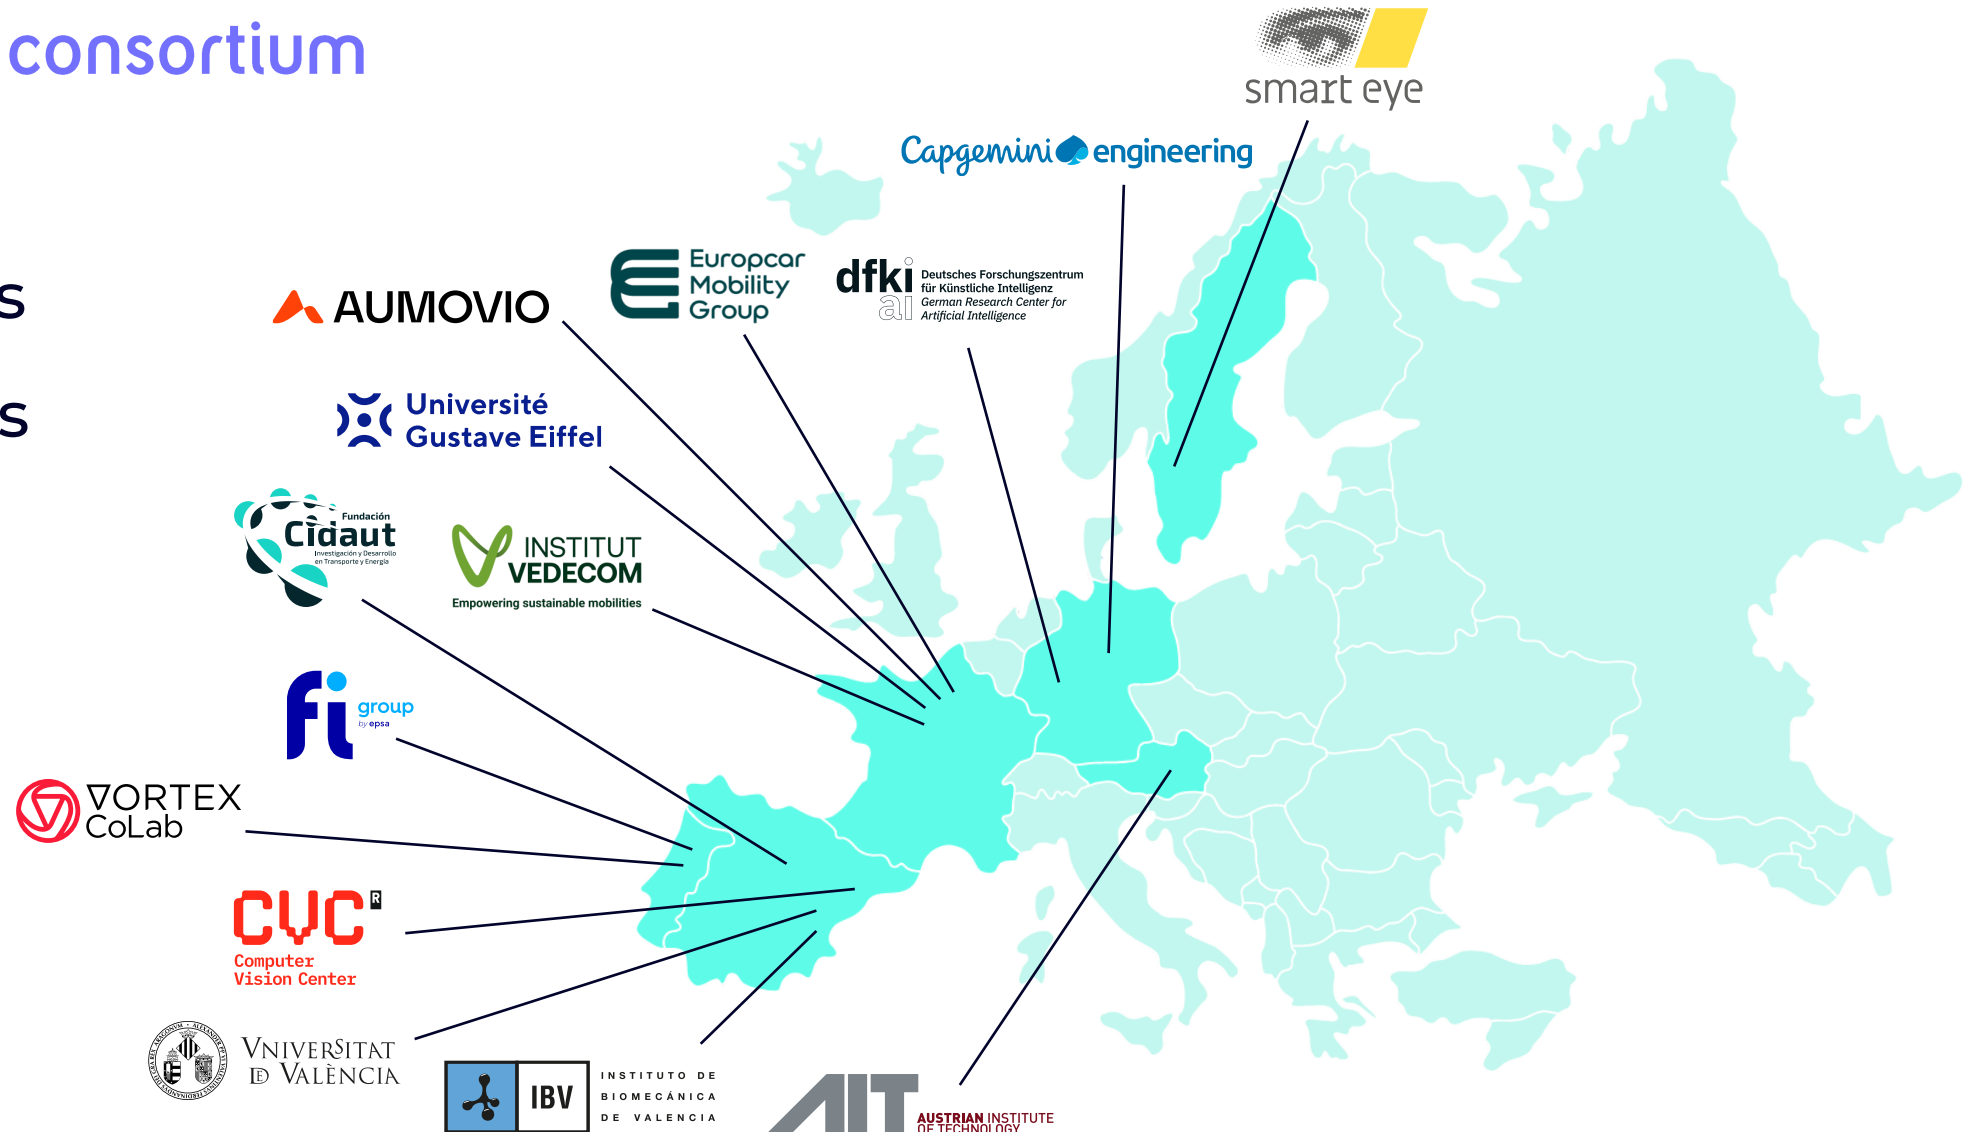 consortium
smart eye
Capgemini engineering
s
s
AUMOVIO
Europcar
Mobility
Group
dfki
ai
Deutsches Forschungszentrum
für Künstliche Intelligenz
German Research Center for
Artificial Intelligence
Université
Gustave Eiffel
Fundación
Cidaut
Investigación y Desarrollo
en Transporte y Energía
INSTITUT
VEDECOM
Empowering sustainable mobilities
fi
group
by epsa
VORTEX
CoLab
CVC R
Computer
Vision Center
VNIVERSITAT
ID VALÈNCIA
IBV
INSTITUTO DE
BIOMECÁNICA
DE VALENCIA
AIT
AUSTRIAN INSTITUTE
OF TECHNOLOGY